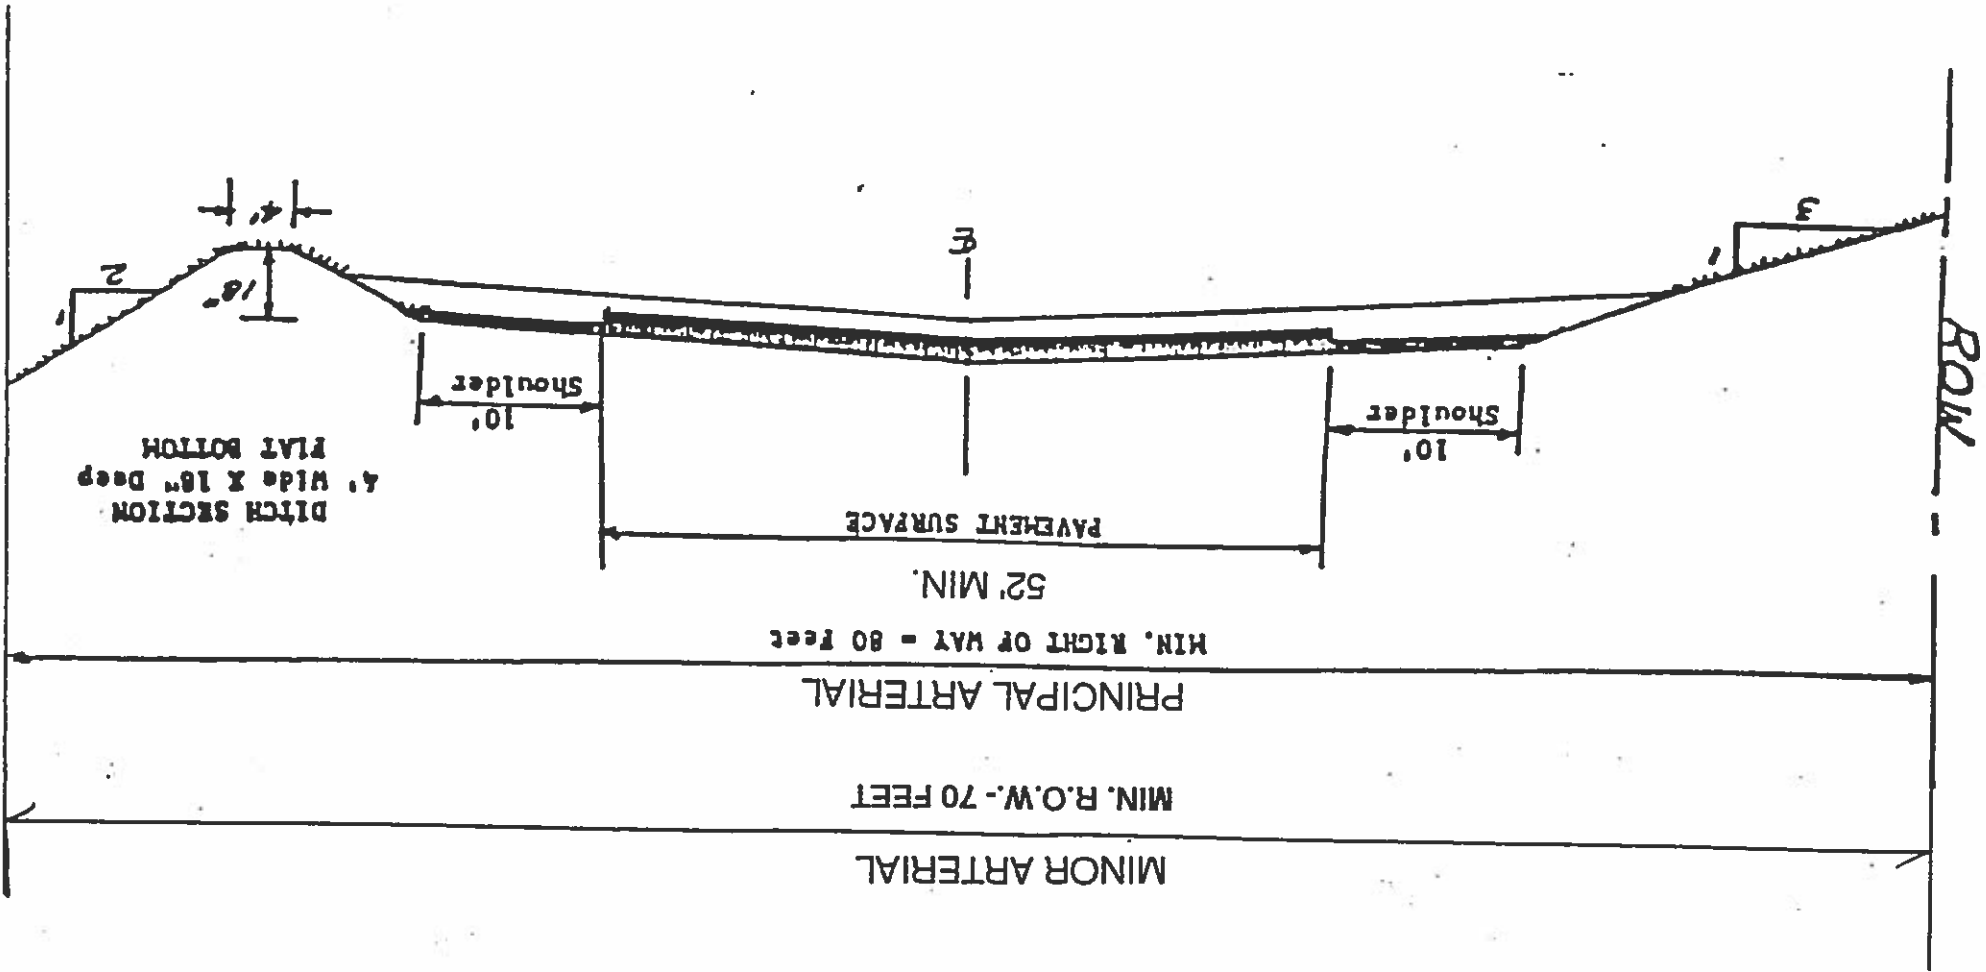 MINOR ARTERIAL
MIN. R.O.W.- 70 FEET
PRINCIPAL ARTERIAL
MIN. RIGHT OF WAY = 80 Feet
52' MIN.
PAVEMENT SURFACE
DITCH SECTION
4' Wide X 18" Deep
FLAT BOTTOM
10'
Shoulder
10'
Shoulder
ROW
1
3
℄
18"
1
2
4'